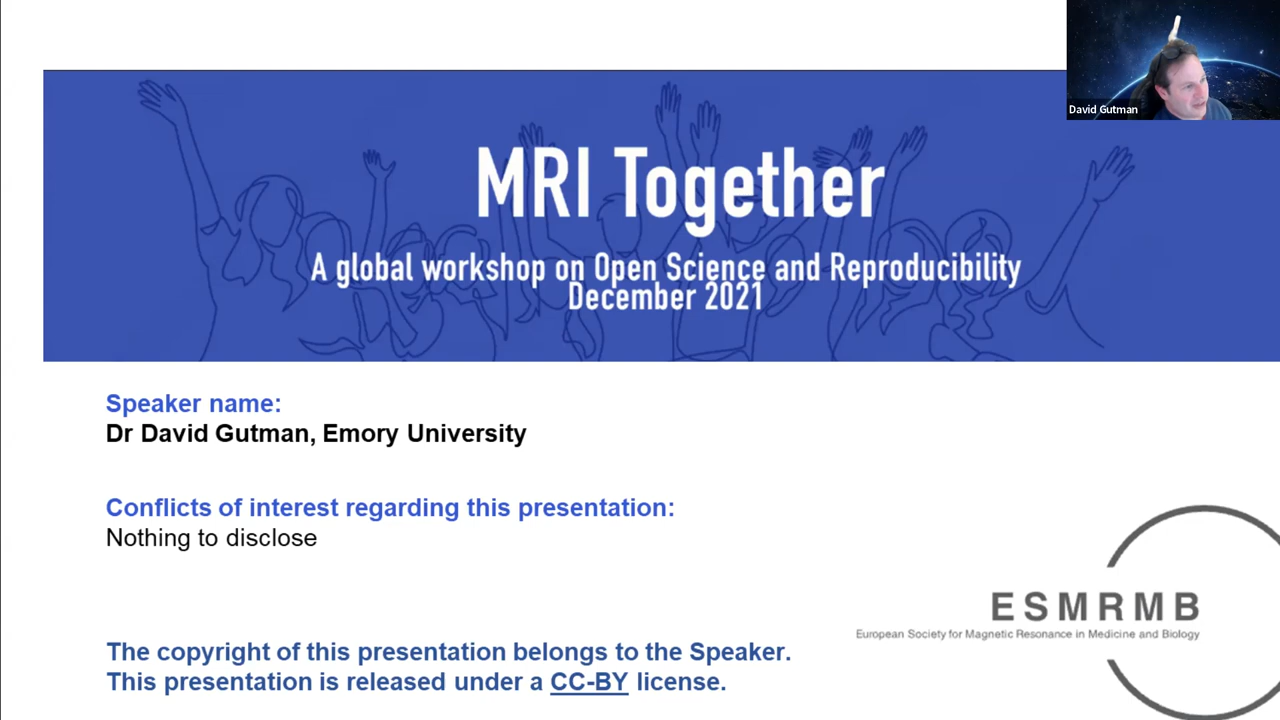 David Gutman
MRI Together
A global workshop on Open Science and Reproducibility
December 2021
Speaker name:
Dr David Gutman, Emory University
Conflicts of interest regarding this presentation:
Nothing to disclose
ESMRMB
European Society for Magnetic Resonance in Medicine and Biology
The copyright of this presentation belongs to the Speaker.
This presentation is released under a CC-BY license.